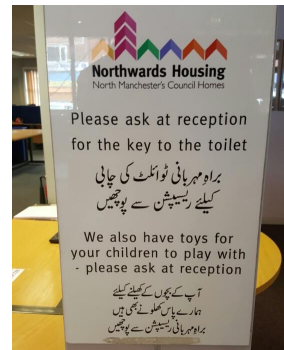 Northwards Housing
North Manchester's Council Homes
Please ask at reception
for the key to the toilet
براہِ مہربانی ٹوائلٹ کی چابی
کیلئے ریسیپشن سے پوچھیں
We also have toys for
your children to play with
- please ask at reception
آپ کے بچوں کے کھیلنے کیلئے
ہمارے پاس کھلونے بھی ہیں
براہِ مہربانی ریسیپشن سے پوچھیں